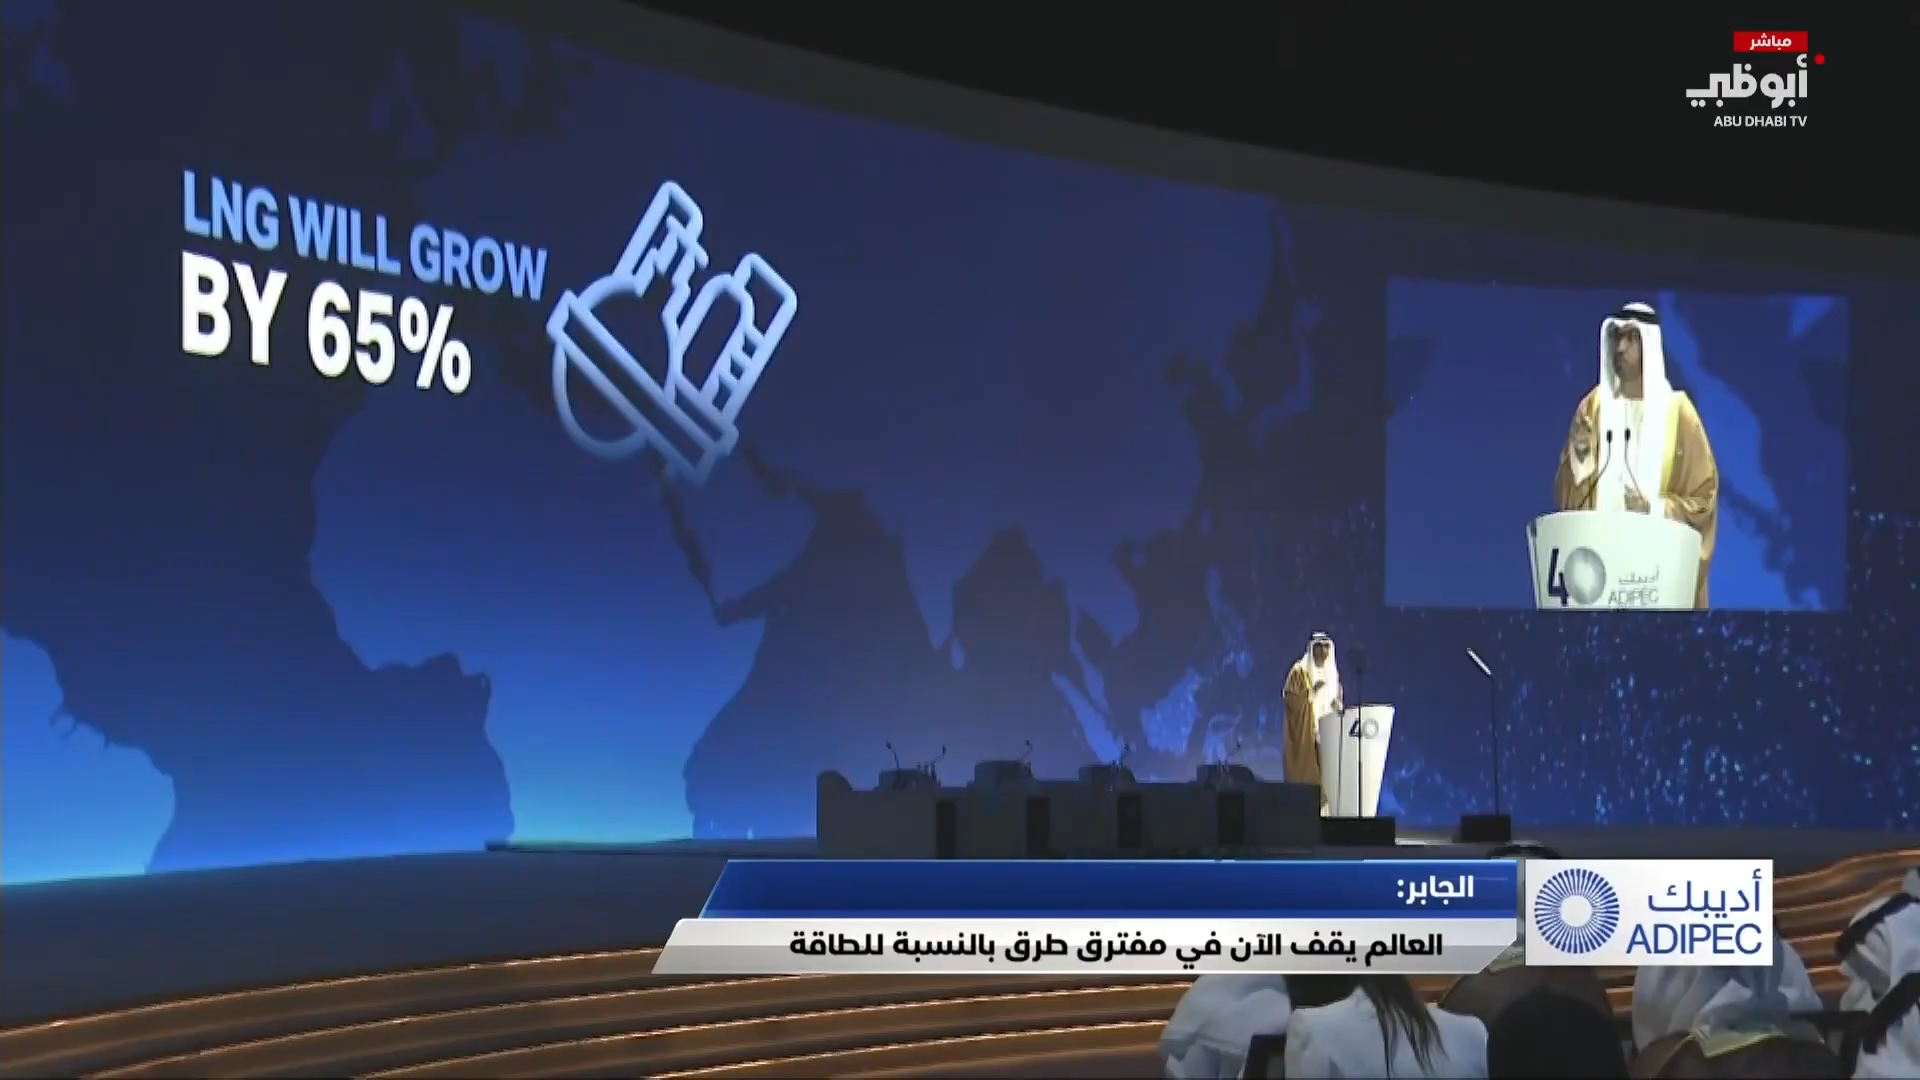 مباشر
أبوظبي
ABU DHABI TV
LNG WILL GROW
BY 65%
40
أديبك
ADIPEC
40
الجابر:
العالم يقف الآن في مفترق طرق بالنسبة للطاقة
أديبك
ADIPEC